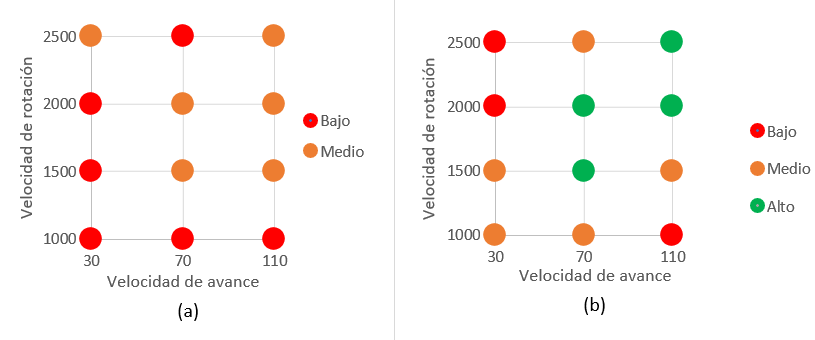 2500
2000
1500
1000
30 70 110
Velocidad de rotación
Velocidad de avance
Bajo
Medio
(a)
2500
2000
1500
1000
30 70 110
Velocidad de rotación
Velocidad de avance
Bajo
Medio
Alto
(b)